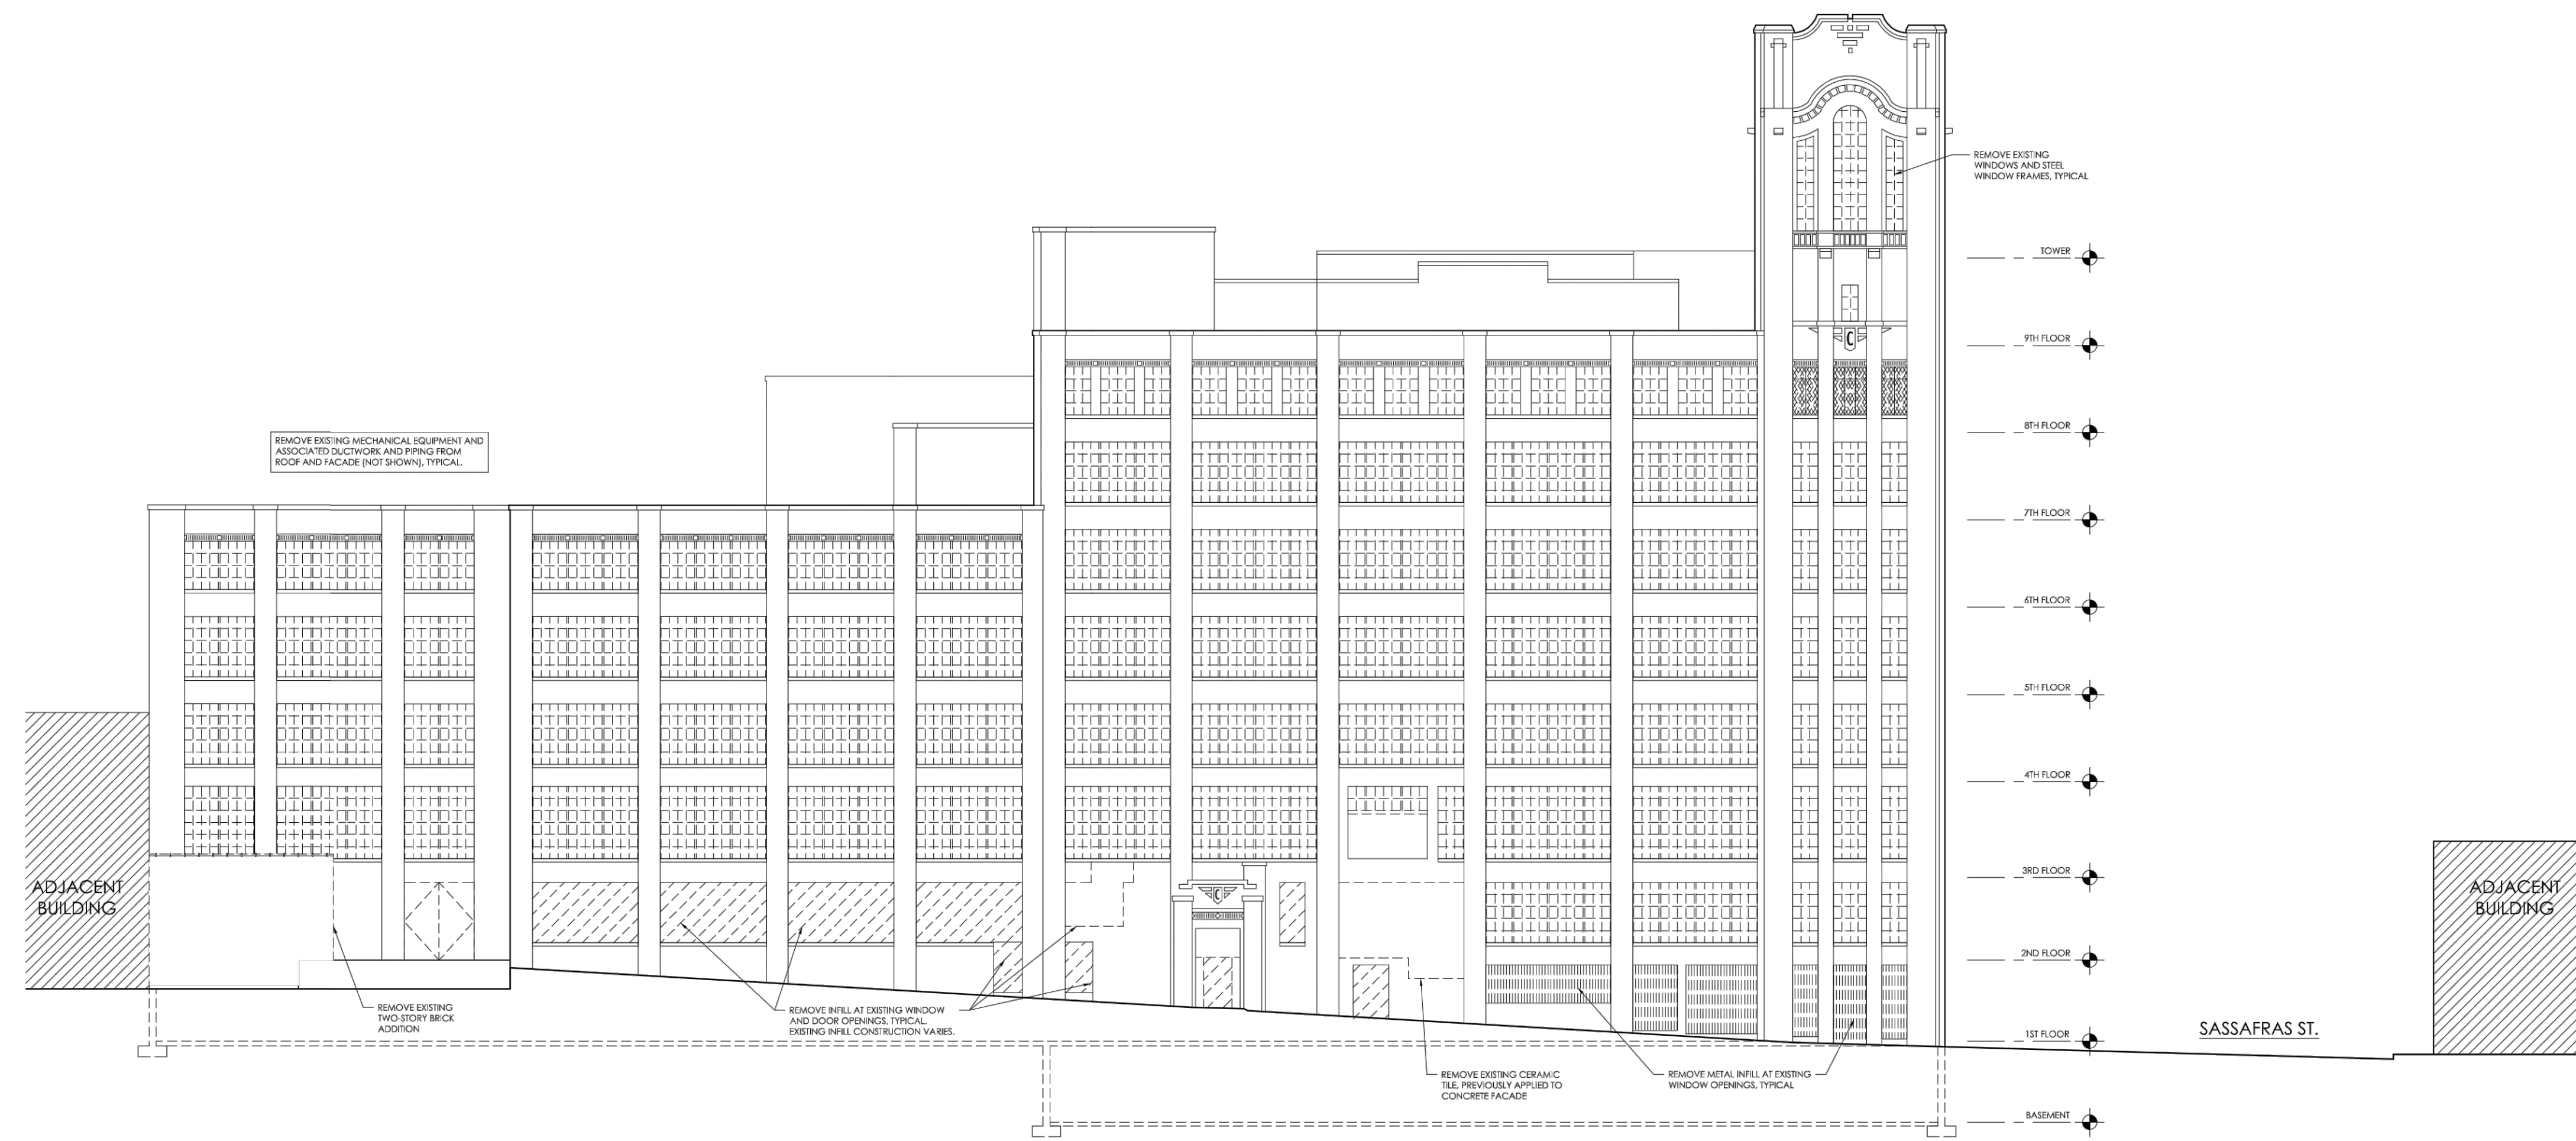 REMOVE EXISTING
WINDOWS AND STEEL
WINDOW FRAMES, TYPICAL
TOWER
9TH FLOOR
C
REMOVE EXISTING MECHANICAL EQUIPMENT AND
ASSOCIATED DUCTWORK AND PIPING FROM
ROOF AND FACADE (NOT SHOWN), TYPICAL.
8TH FLOOR
7TH FLOOR
6TH FLOOR
5TH FLOOR
4TH FLOOR
3RD FLOOR
ADJACENT
BUILDING
C
ADJACENT
BUILDING
2ND FLOOR
REMOVE EXISTING
TWO-STORY BRICK
ADDITION
REMOVE INFILL AT EXISTING WINDOW
AND DOOR OPENINGS, TYPICAL.
EXISTING INFILL CONSTRUCTION VARIES.
1ST FLOOR
SASSAFRAS ST.
REMOVE EXISTING CERAMIC
TILE, PREVIOUSLY APPLIED TO
CONCRETE FACADE
REMOVE METAL INFILL AT EXISTING
WINDOW OPENINGS, TYPICAL
BASEMENT